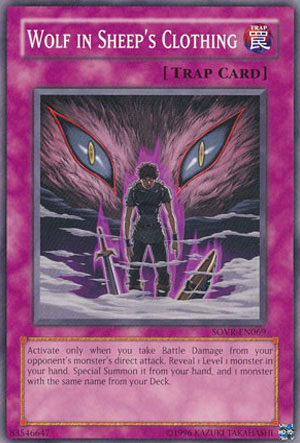 WOLF IN SHEEP'S CLOTHING
TRAP
罠
[TRAP CARD]
SOVR-EN069
Activate only when you take Battle Damage from your
opponent's monster's direct attack. Reveal 1 Level 1 monster in
your hand. Special Summon it from your hand, and 1 monster
with the same name from your Deck.
©1996 KAZUKI TAKAHASHI